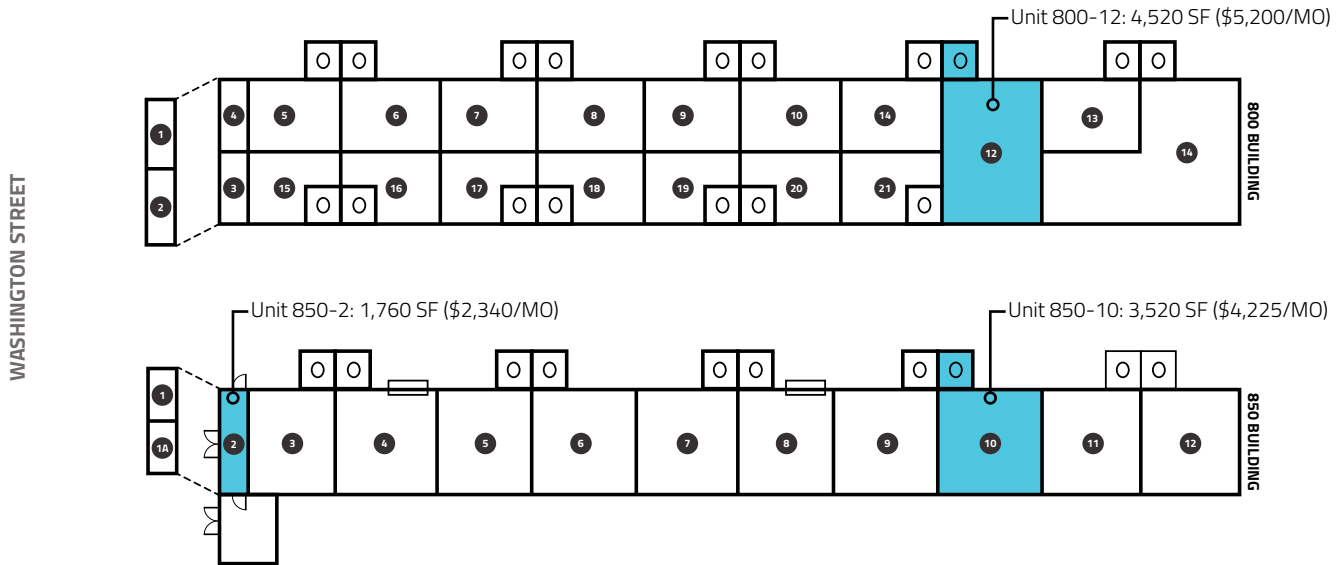 Unit 800-12: 4,520 SF ($5,200/MO)
4 5 6 7 8 9 10 14 13
1
12 14
800 BUILDING
2
3 15 16 17 18 19 20 21
WASHINGTON STREET
Unit 850-2: 1,760 SF ($2,340/MO)
Unit 850-10: 3,520 SF ($4,225/MO)
1
850 BUILDING
1A
2 3 4 5 6 7 8 9 10 11 12